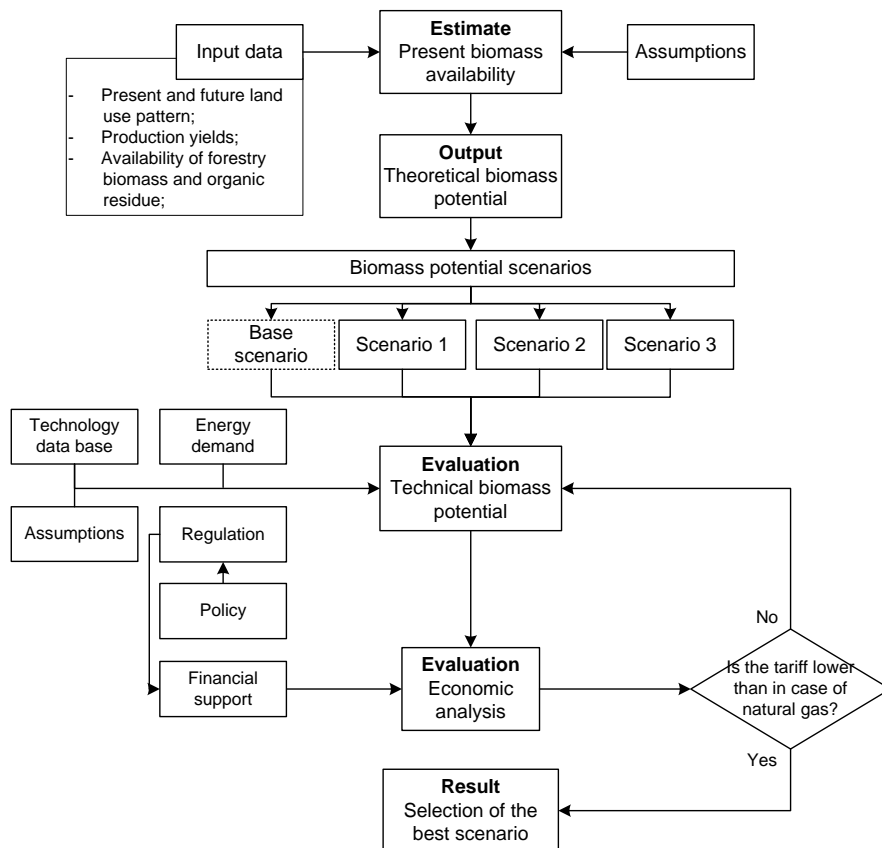 Input data
Estimate
Present biomass
availability
Assumptions
- Present and future land
use pattern;
- Production yields;
- Availability of forestry
biomass and organic
residue;
Output
Theoretical biomass
potential
Biomass potential scenarios
Base
scenario
Scenario 1
Scenario 2
Scenario 3
Technology
data base
Energy
demand
Evaluation
Technical biomass
potential
Assumptions
Regulation
Policy
No
Financial
support
Evaluation
Economic
analysis
Is the tariff lower
than in case of
natural gas?
Yes
Result
Selection of the
best scenario